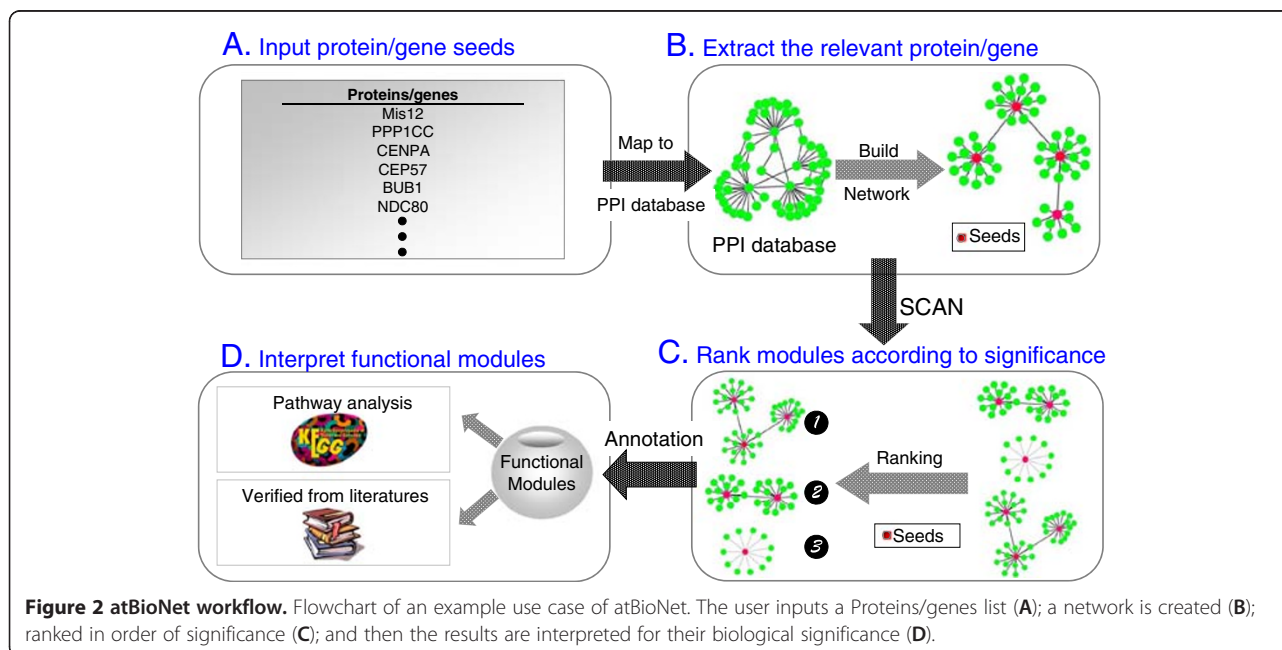 A. Input protein/gene seeds
Proteins/genes
Mis12
PPP1CC
CENPA
CEP57
BUB1
NDC80
Map to
PPI database
B. Extract the relevant protein/gene
Build
Network
PPI database
Seeds
SCAN
C. Rank modules according to significance
1
2
3
Ranking
Seeds
Annotation
D. Interpret functional modules
Pathway analysis
KEGG
Verified from literatures
Functional
Modules
Figure 2 atBioNet workflow. Flowchart of an example use case of atBioNet. The user inputs a Proteins/genes list (A); a network is created (B);
ranked in order of significance (C); and then the results are interpreted for their biological significance (D).